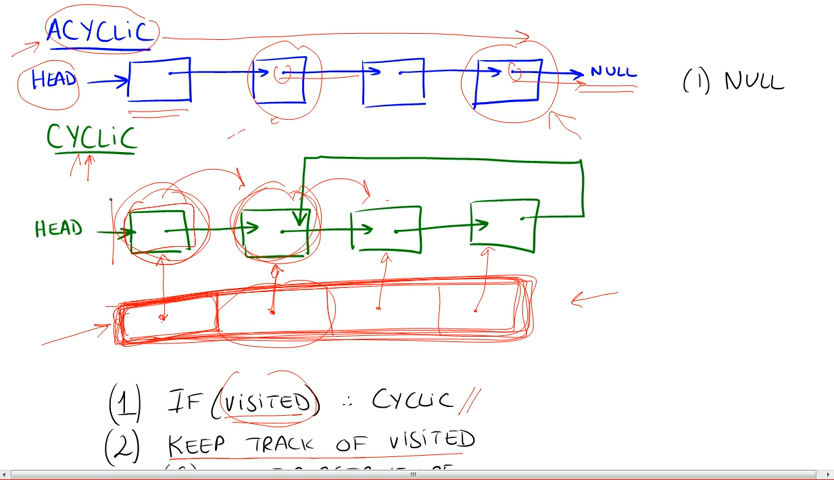 ACYCLIC
HEAD
NULL
(1) NULL
CYCLIC
HEAD
(1) IF (VISITED) ∴ CYCLIC //
(2) KEEP TRACK OF VISITED